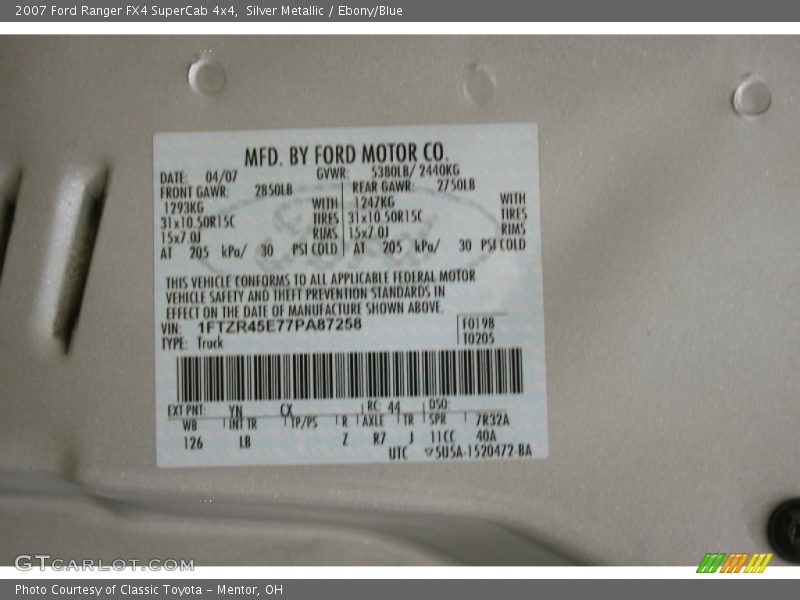 2007 Ford Ranger FX4 SuperCab 4x4,  Silver Metallic / Ebony/Blue
MFD. BY FORD MOTOR CO.
DATE: 04/07 GVWR: 5380LB/ 2440KG
FRONT GAWR: 2850LB REAR GAWR: 2750LB
1293KG WITH 1247KG WITH
31x10.50R15C TIRES 31x10.50R15C TIRES
15x7.0J RIMS 15x7.0J RIMS
AT 205 kPa/ 30 PSI COLD AT 205 kPa/ 30 PSI COLD
THIS VEHICLE CONFORMS TO ALL APPLICABLE FEDERAL MOTOR
VEHICLE SAFETY AND THEFT PREVENTION STANDARDS IN
EFFECT ON THE DATE OF MANUFACTURE SHOWN ABOVE.
VIN: 1FTZR45E77PA87258 F0198
TYPE: Truck T0205
EXT PNT: YN CX RC: 44 DSO:
WB INT TR TP/PS R AXLE TR SPR 7R32A
126 LB Z R7 J 11CC 40A
UTC 5U5A-1520472-BA
GTCARLOT.COM
Photo Courtesy of Classic Toyota - Mentor, OH